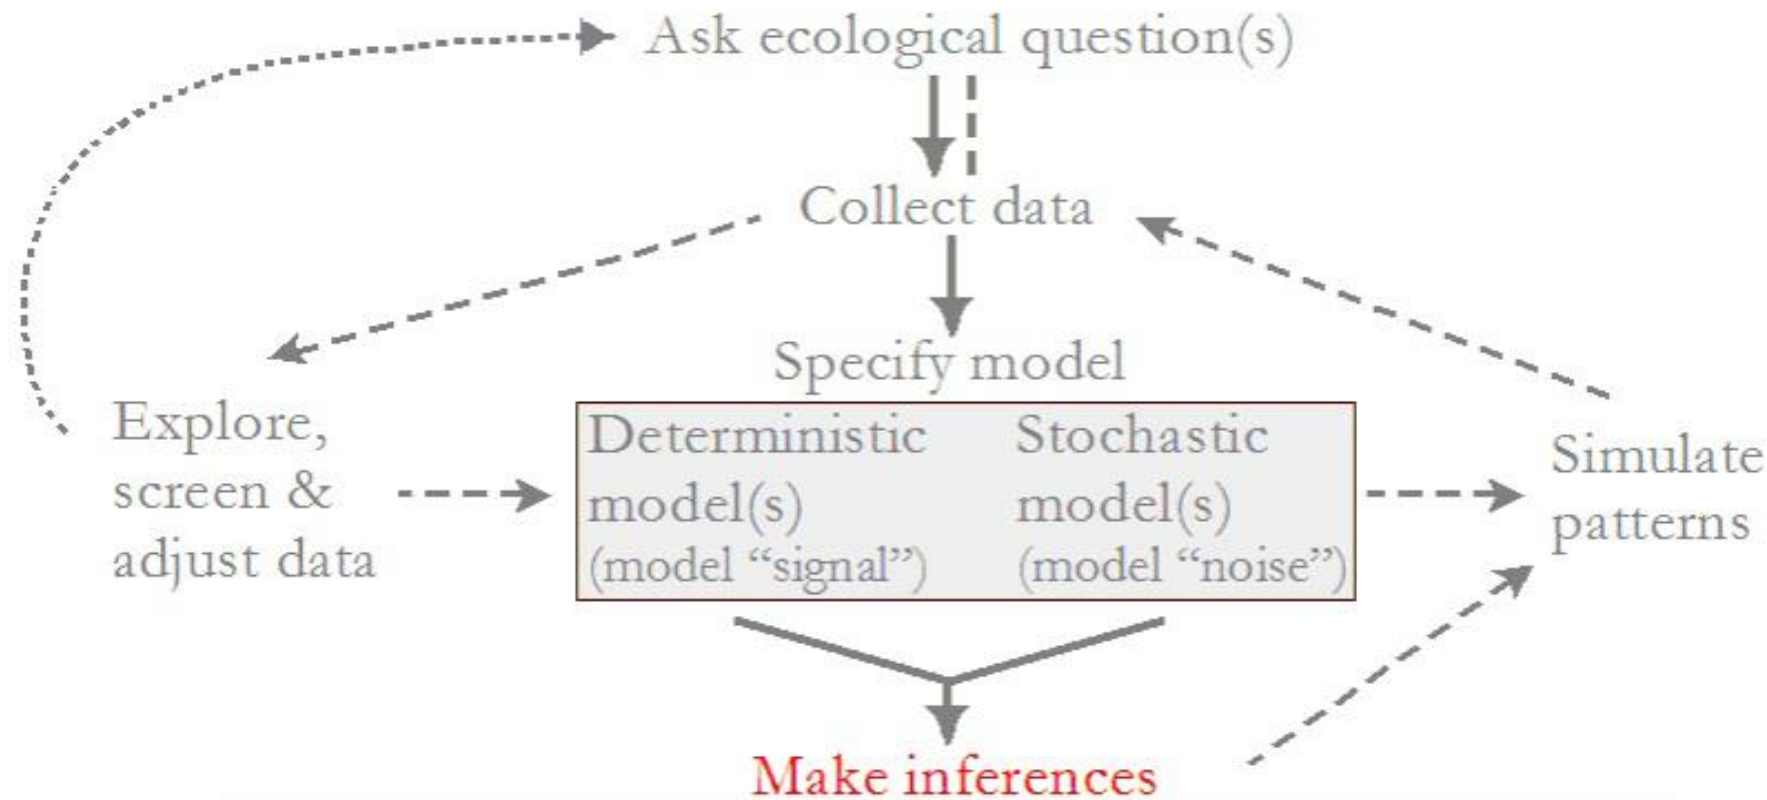 Ask ecological question(s)
Collect data
Specify model
Explore,
screen &
adjust data
Deterministic
model(s)
(model “signal”)
Stochastic
model(s)
(model “noise”)
Simulate
patterns
Make inferences